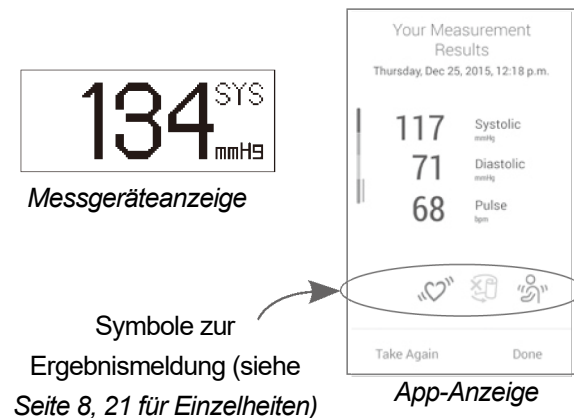 134 SYS
mmHg
Messgeräteanzeige
Symbole zur
Ergebnismeldung (siehe
Seite 8, 21 für Einzelheiten)
Your Measurement
Results
Thursday, Dec 25, 2015, 12:18 p.m.
117 Systolic
mmHg
71 Diastolic
mmHg
68 Pulse
bpm
Take Again Done
App-Anzeige